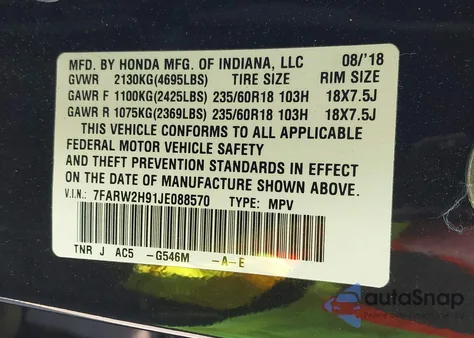 MFD. BY HONDA MFG. OF INDIANA, LLC 08/'18
GVWR 2130KG(4695LBS) TIRE SIZE RIM SIZE
GAWR F 1100KG(2425LBS) 235/60R18 103H 18X7.5J
GAWR R 1075KG(2369LBS) 235/60R18 103H 18X7.5J
THIS VEHICLE CONFORMS TO ALL APPLICABLE
FEDERAL MOTOR VEHICLE SAFETY
AND THEFT PREVENTION STANDARDS IN EFFECT
ON THE DATE OF MANUFACTURE SHOWN ABOVE.
V.I.N.: 7FARW2H91JE088570 TYPE: MPV
TNR J AC5 -G546M -A-E
autoSnap